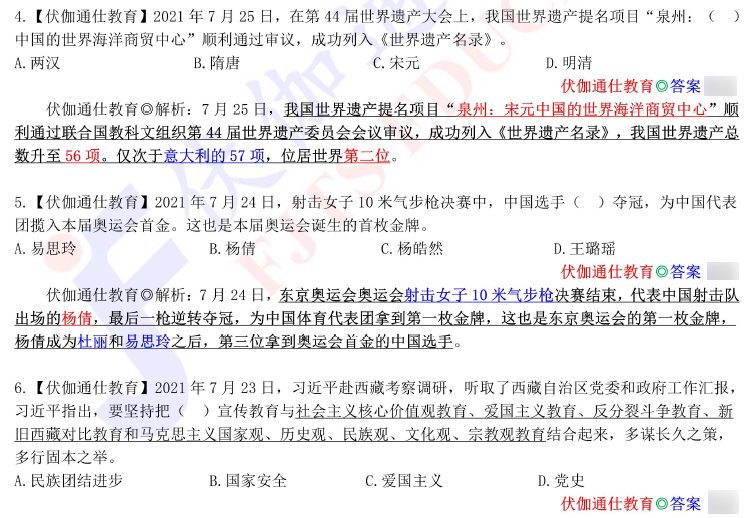 4.【伏伽通仕教育】2021 年 7 月 25 日，在第 44 届世界遗产大会上，我国世界遗产提名项目“泉州：（ ）
中国的世界海洋商贸中心”顺利通过审议，成功列入《世界遗产名录》。
A.两汉 B.隋唐 C.宋元 D.明清
伏伽通仕教育◎答案
伏伽通仕教育◎解析：7 月 25 日，我国世界遗产提名项目“泉州：宋元中国的世界海洋商贸中心”顺
利通过联合国教科文组织第 44 届世界遗产委员会会议审议，成功列入《世界遗产名录》，我国世界遗产总
数升至 56 项。仅次于意大利的 57 项，位居世界第二位。
5.【伏伽通仕教育】2021 年 7 月 24 日，射击女子 10 米气步枪决赛中，中国选手（ ）夺冠，为中国代表
团揽入本届奥运会首金。这也是本届奥运会诞生的首枚金牌。
A.易思玲 B.杨倩 C.杨皓然 D.王璐瑶
伏伽通仕教育◎答案
伏伽通仕教育◎解析：7 月 24 日，东京奥运会奥运会射击女子 10 米气步枪决赛结束，代表中国射击队
出场的杨倩，最后一枪逆转夺冠，为中国体育代表团拿到第一枚金牌，这也是东京奥运会的第一枚金牌，
杨倩成为杜丽和易思玲之后，第三位拿到奥运会首金的中国选手。
6.【伏伽通仕教育】2021 年 7 月 23 日，习近平赴西藏考察调研，听取了西藏自治区党委和政府工作汇报，
习近平指出，要坚持把（ ）宣传教育与社会主义核心价值观教育、爱国主义教育、反分裂斗争教育、新
旧西藏对比教育和马克思主义国家观、历史观、民族观、文化观、宗教观教育结合起来，多谋长久之策，
多行固本之举。
A.民族团结进步 B.国家安全 C.爱国主义 D.党史
伏伽通仕教育◎答案